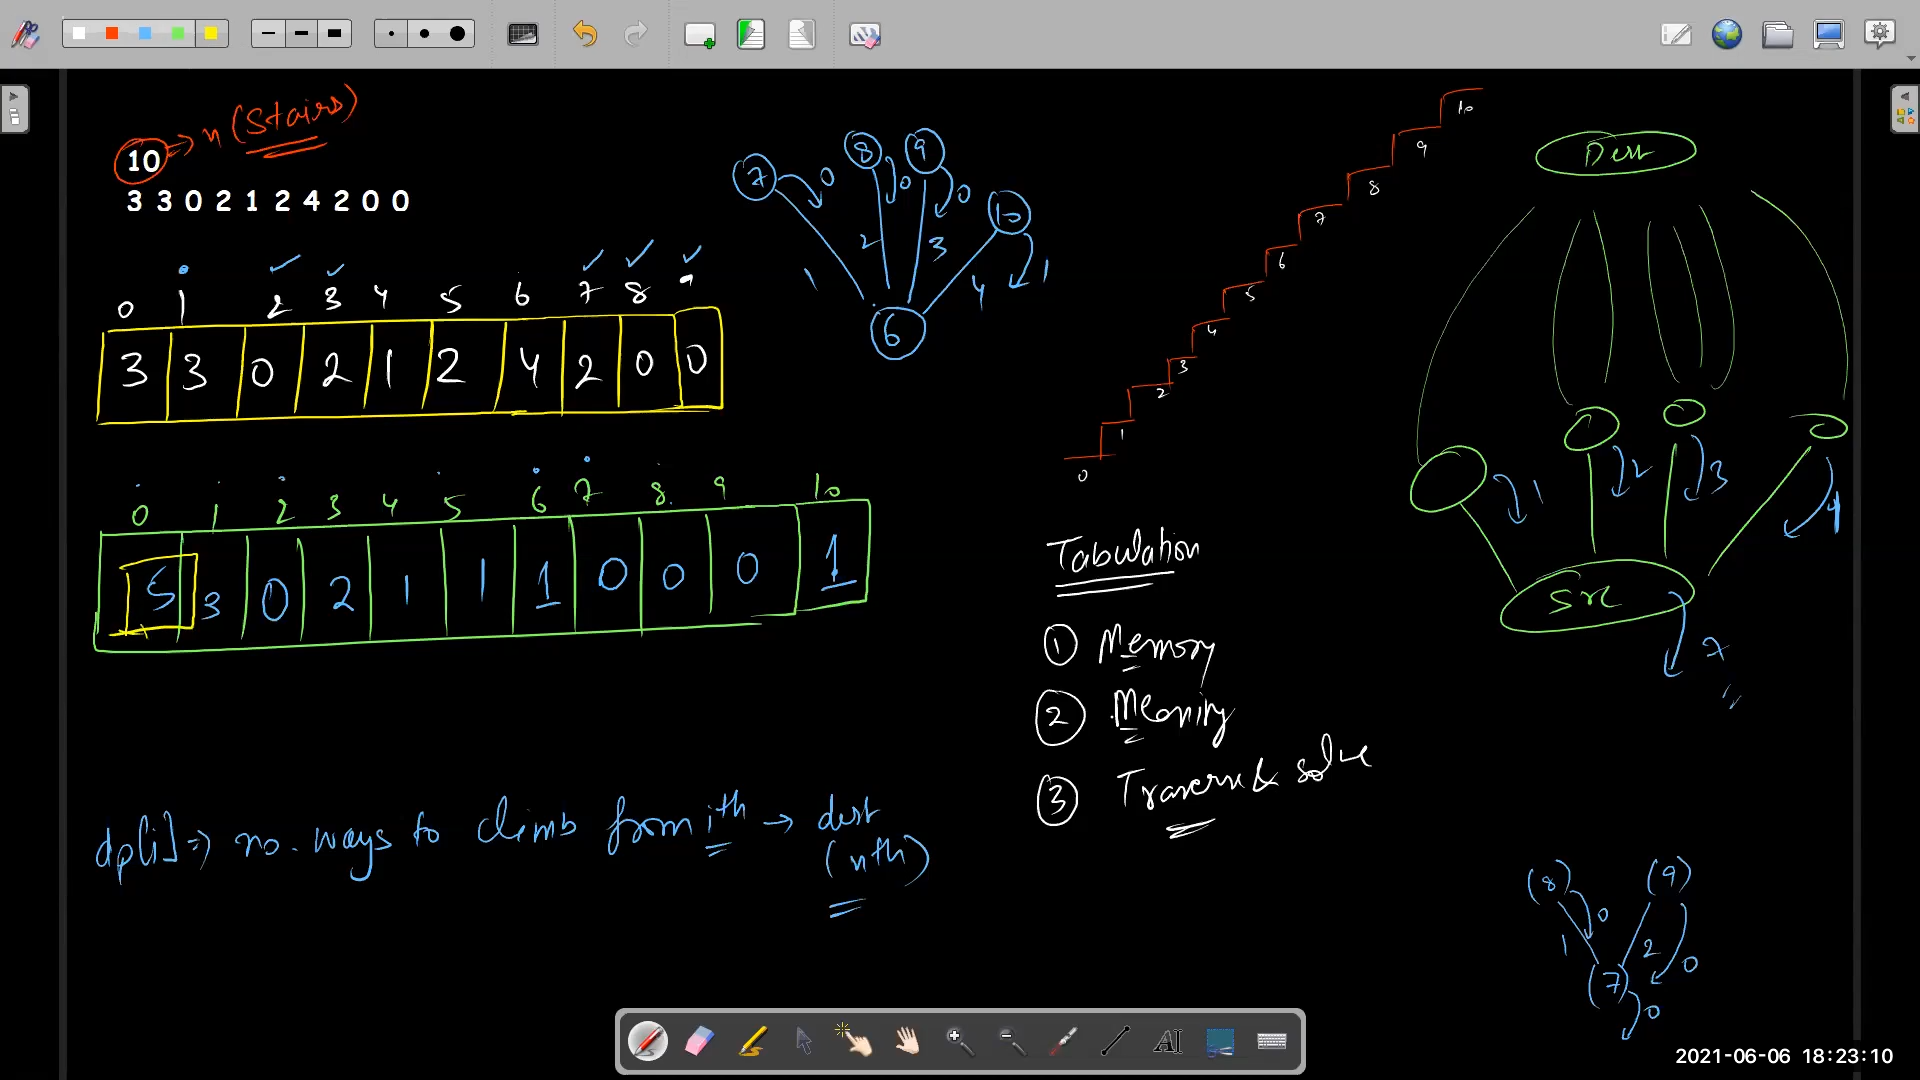 10 => n (Stairs)
3 3 0 2 1 2 4 2 0 0
0 1 2 3 4 5 6 7 8 9
3 3 0 2 1 2 4 2 0 0
0 1 2 3 4 5 6 7 8 9 10
5 3 0 2 1 1 1 0 0 0 1
dp[i] => no. ways to climb from ith → dest
(nth)
7 0 8 0 9 0 10 1
1 2 3 4
6
10
9
8
7
6
5
4
3
2
1
0
Tabulation
1 Memory
2 Meaning
3 Traverse & solve
Dest
1 2 3 4
Src
7
(8) (9)
0
1 2 0
(7)
0
2021-06-06 18:23:10